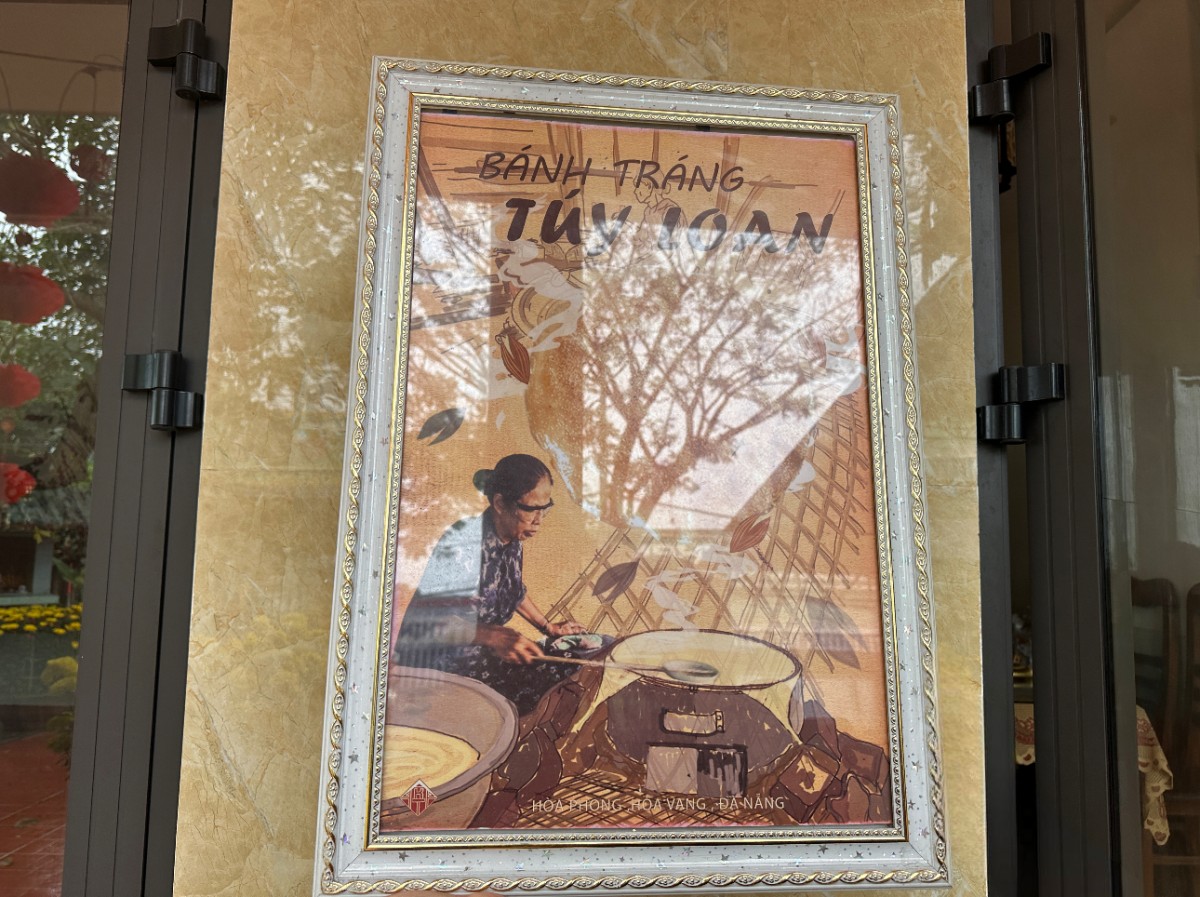 BÁNH TRÁNG
TÚY LOAN
HÒA PHONG HÒA VANG ĐÀ NẴNG